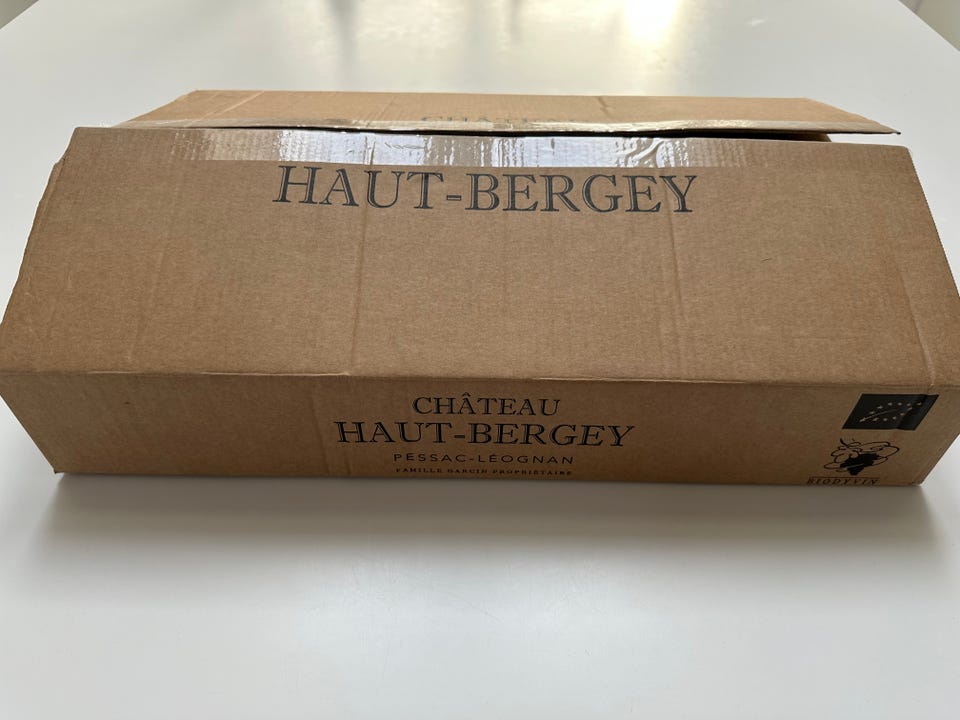 HAUT-BERGEY
CHÂTEAU
HAUT-BERGEY
PESSAC-LÉOGNAN
FAMILLE GARCIN PROPRIÉTAIRE
BIODYVIN